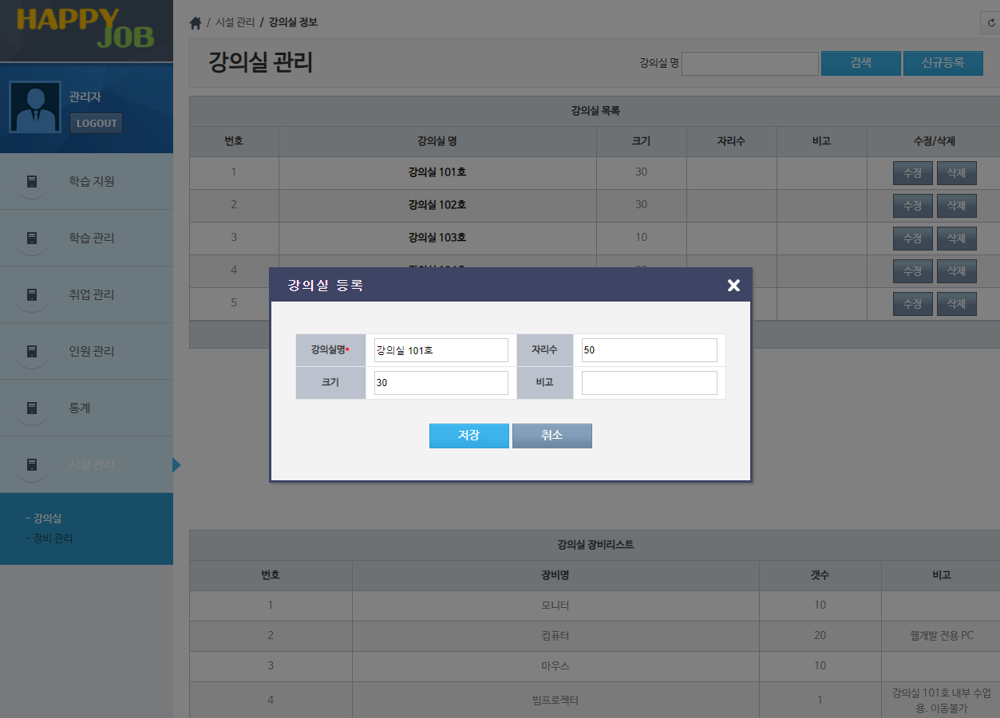 HAPPY
JOB
관리자
LOGOUT
학습 지원
학습 관리
취업 관리
인원 관리
통계
시설 관리
- 강의실
- 장비 관리
/ 시설 관리 / 강의실 정보
강의실 관리
강의실 명 검색 신규등록
강의실 목록
번호 강의실 명 크기 자리수 비고 수정/삭제
1 강의실 101호 30 수정 삭제
2 강의실 102호 30 수정 삭제
3 강의실 103호 10 수정 삭제
4 수정 삭제
5 수정 삭제
강의실 등록
강의실명* 강의실 101호 자리수 50
크기 30 비고
저장 취소
강의실 장비리스트
번호 장비명 갯수 비고
1 모니터 10
2 컴퓨터 20 웹개발 전용 PC
3 마우스 10
4 빔프로젝터 1 강의실 101호 내부 수업
용. 이동불가